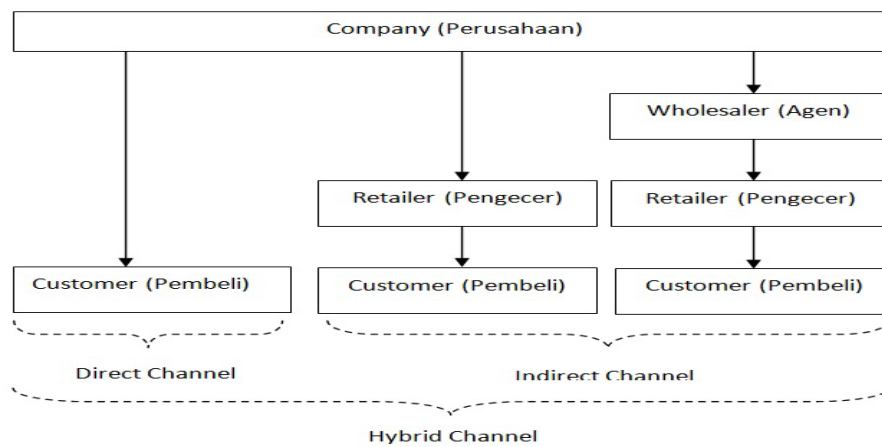 Company (Perusahaan)
Wholesaler (Agen)
Retailer (Pengecer)
Retailer (Pengecer)
Customer (Pembeli)
Customer (Pembeli)
Customer (Pembeli)
Direct Channel
Indirect Channel
Hybrid Channel